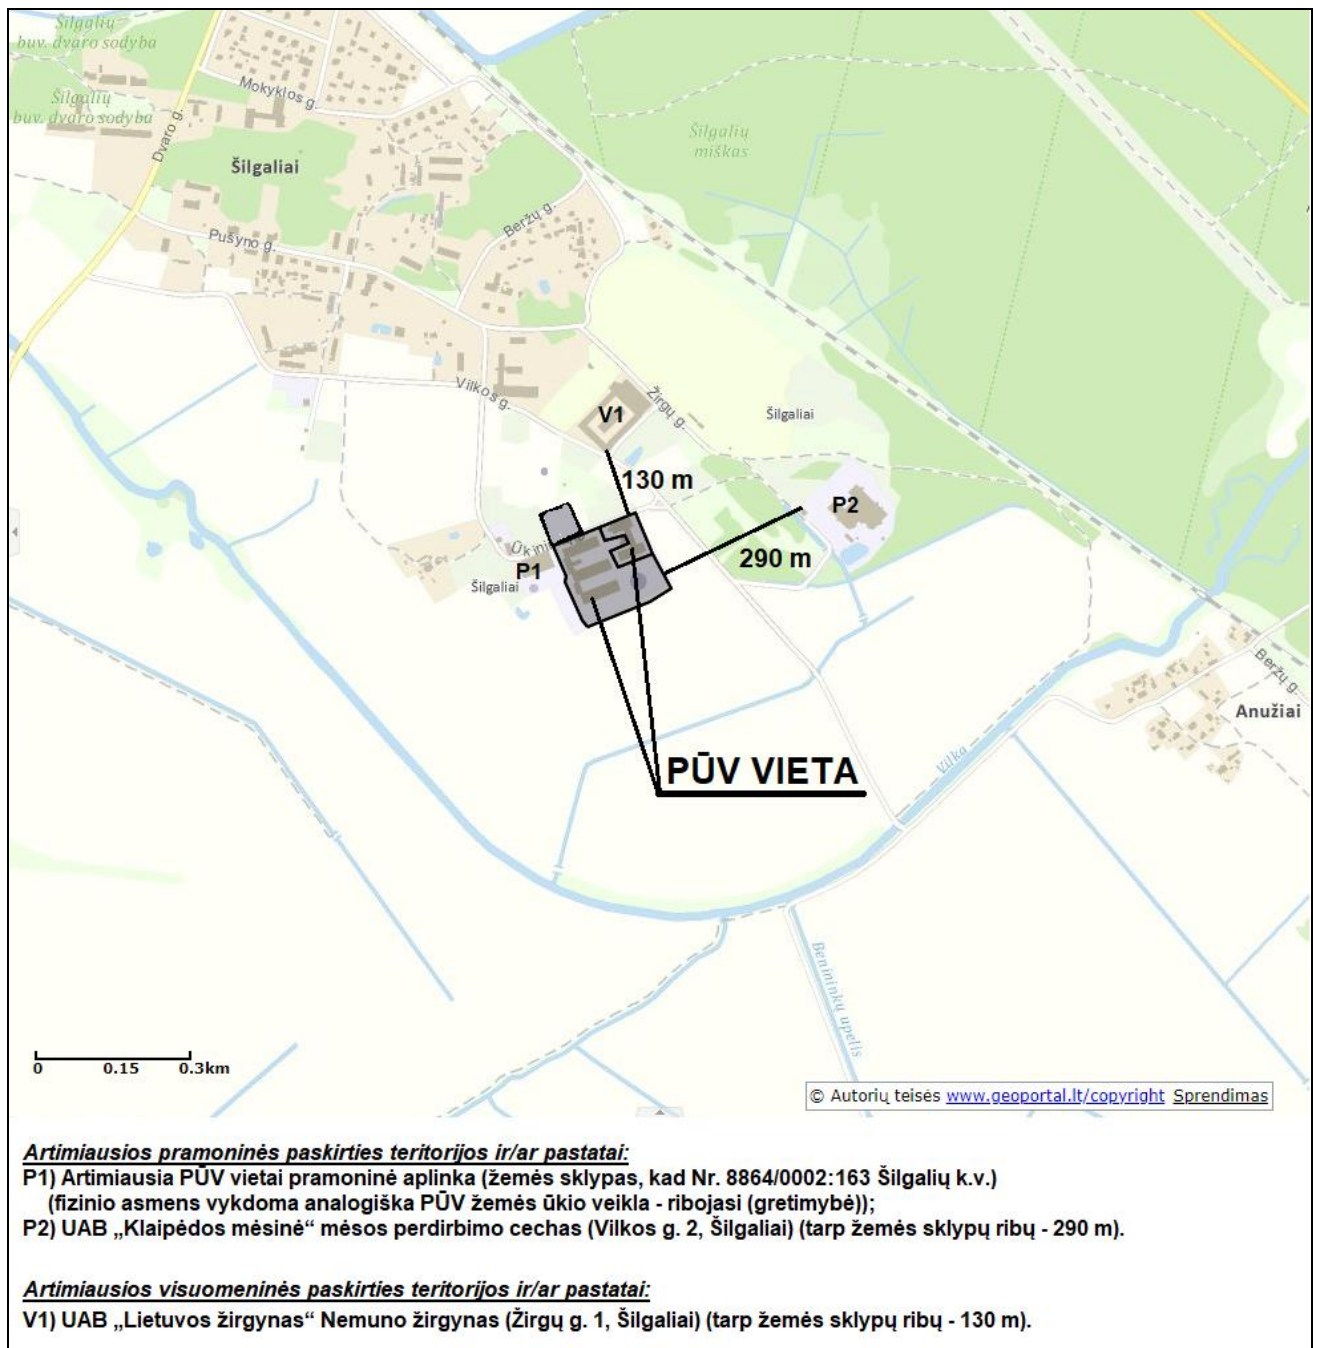 Šilgalių
buv. dvaro sodyba
Šilgalių
buv. dvaro sodyba
Mokyklos g.
Dvaro g.
Šilgaliai
Šilgalių
miškas
Beržų g.
Pušyno g.
Vilkos g.
Žirgų g.
V1
Šilgaliai
130 m
P2
290 m
P1
Šilgaliai
PŪV VIETA
Beržų g.
Anužiai
Vilka
Benininkų upelis
0 0.15 0.3km
© Autorių teisės www.geoportal.lt/copyright Sprendimas
Artimiausios pramoninės paskirties teritorijos ir/ar pastatai:
P1) Artimiausia PŪV vietai pramoninė aplinka (žemės sklypas, kad Nr. 8864/0002:163 Šilgalių k.v.)
(fizinio asmens vykdoma analogiška PŪV žemės ūkio veikla - ribojasi (gretimybė));
P2) UAB „Klaipėdos mėsinė“ mėsos perdirbimo cechas (Vilkos g. 2, Šilgaliai) (tarp žemės sklypų ribų - 290 m).
Artimiausios visuomeninės paskirties teritorijos ir/ar pastatai:
V1) UAB „Lietuvos žirgynas“ Nemuno žirgynas (Žirgų g. 1, Šilgaliai) (tarp žemės sklypų ribų - 130 m).